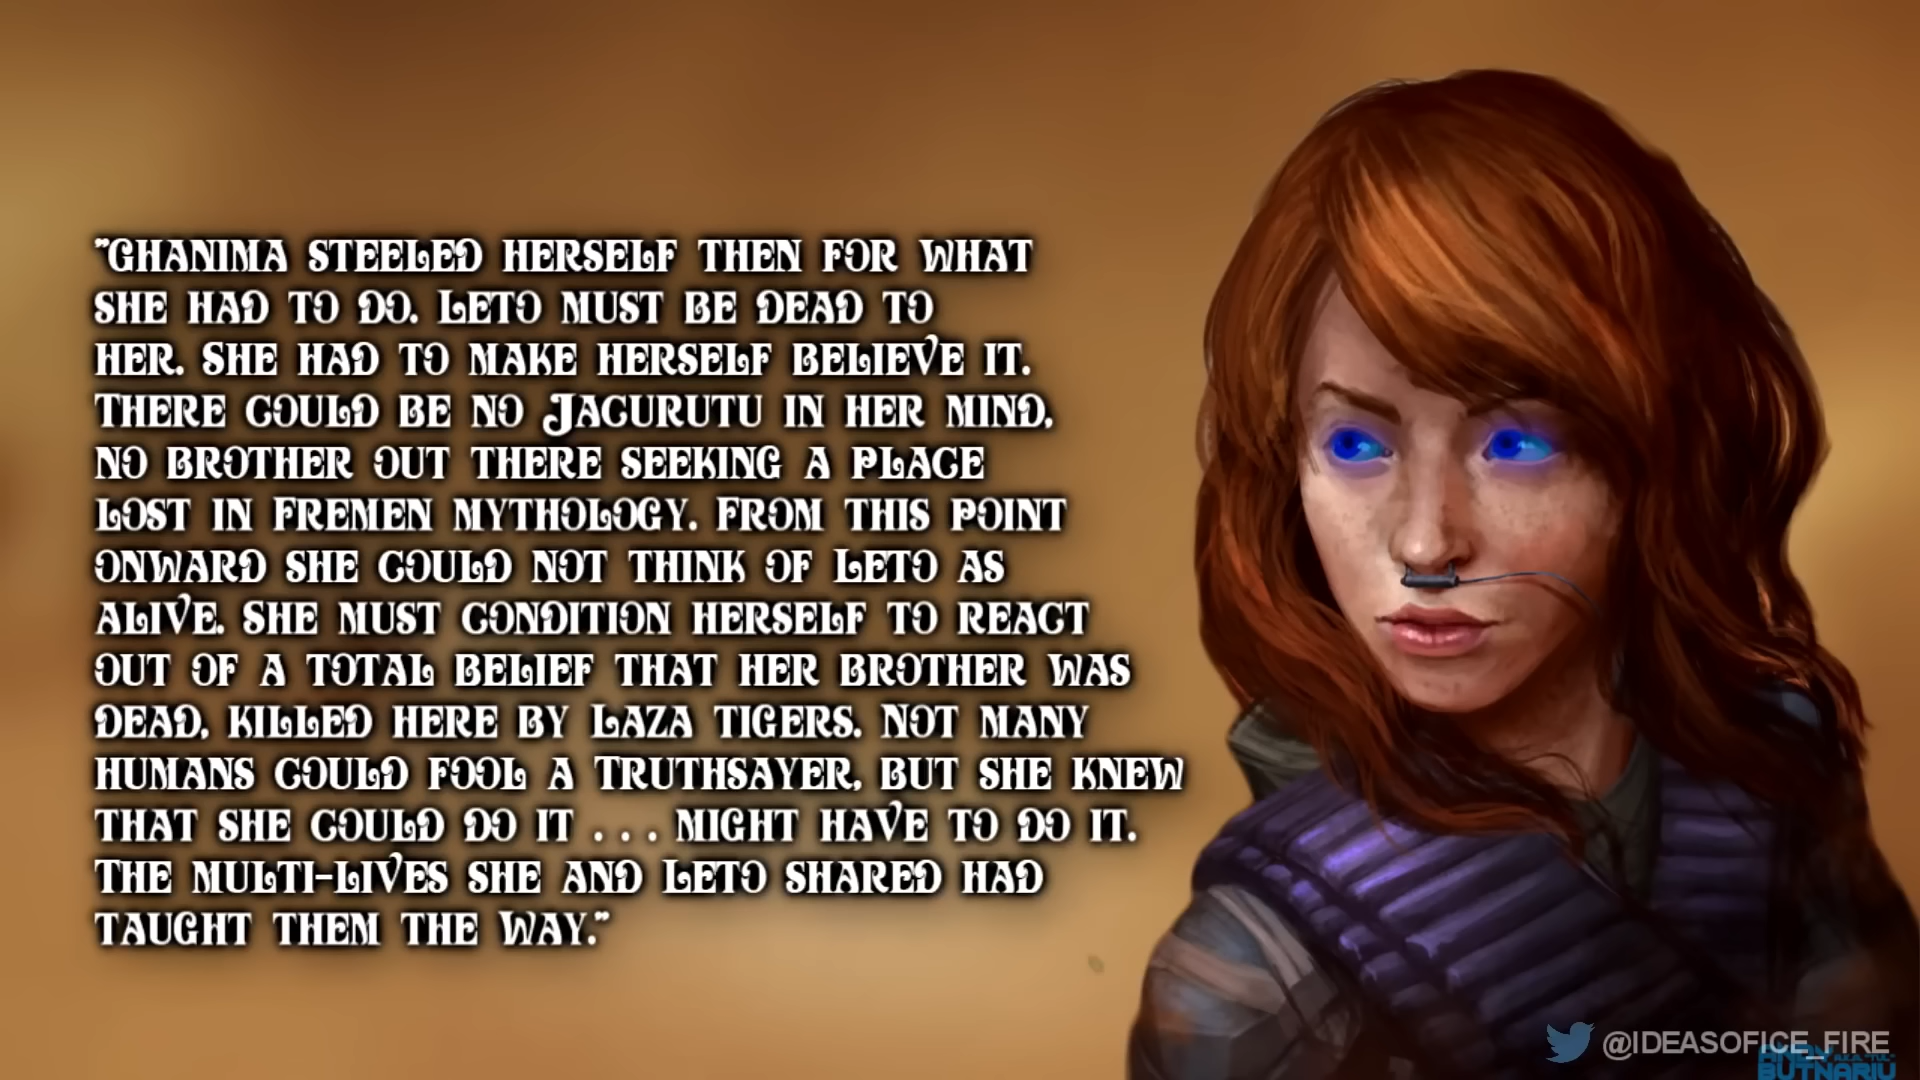 "Ghanima steeled herself then for what
she had to do. Leto must be dead to
her. She had to make herself believe it.
There could be no Jacurutu in her mind,
no brother out there seeking a place
lost in Fremen mythology. From this point
onward she could not think of Leto as
alive. She must condition herself to react
out of a total belief that her brother was
dead, killed here by Laza tigers. Not many
humans could fool a Truthsayer, but she knew
that she could do it . . . might have to do it.
The multi-lives she and Leto shared had
taught them the way."
@IDEASOFICE_FIRE
ANDY
BUTNARIU